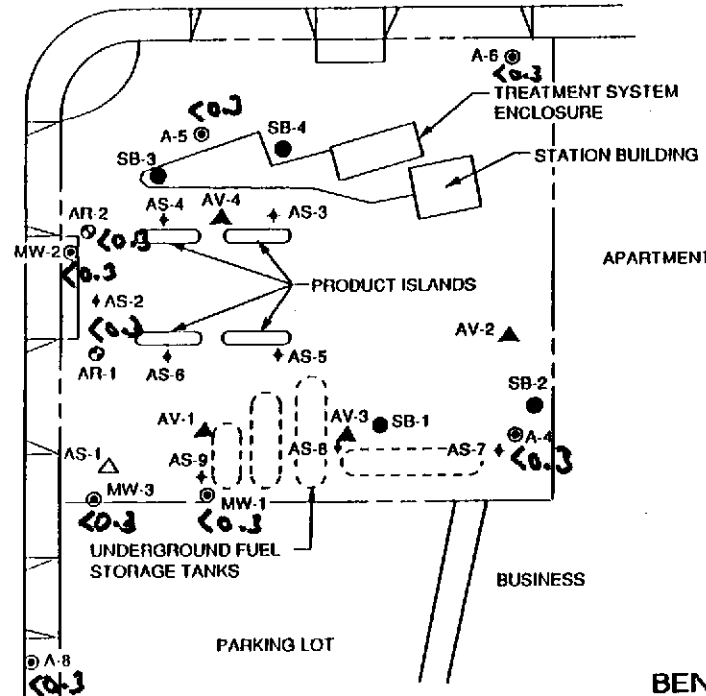 A-6
<0.3
TREATMENT SYSTEM
ENCLOSURE
<0.3
A-5
SB-4
STATION BUILDING
SB-3
AS-4
AV-4
AS-3
AR-2
<0.3
MW-2
<0.3
APARTMENT
PRODUCT ISLANDS
AS-2
<0.3
AV-2
AR-1
AS-6
AS-5
SB-2
AV-1
AV-3
SB-1
A-4
<0.3
AS-1
AS-9
AS-8
AS-7
MW-3
<0.3
MW-1
<0.3
UNDERGROUND FUEL
STORAGE TANKS
BUSINESS
PARKING LOT
A-8
<0.3
BEN